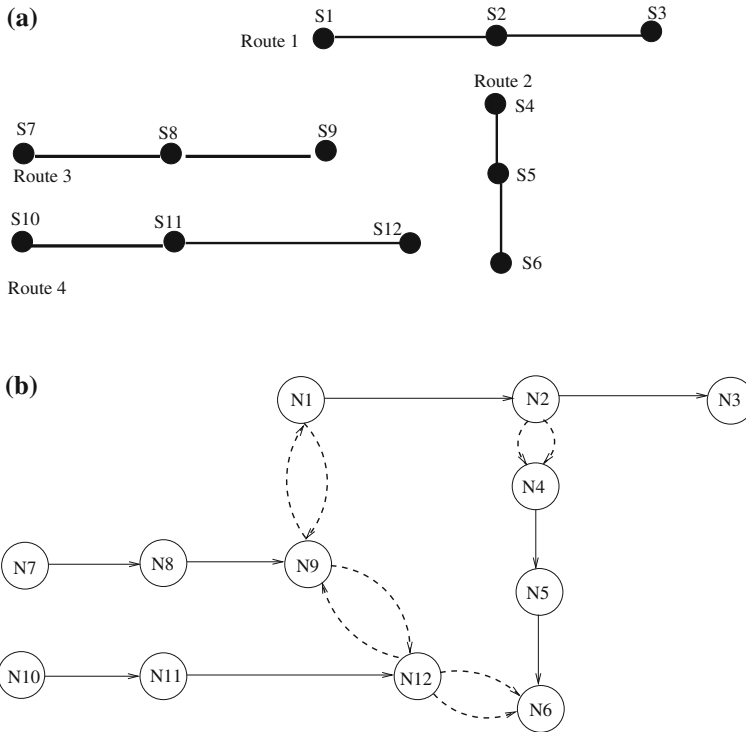 (a)
S1
S2
S3
Route 1
Route 2
S4
S7
S8
S9
Route 3
S5
S10
S11
S12
S6
Route 4
(b)
N1
N2
N3
N4
N7
N8
N9
N5
N10
N11
N12
N6